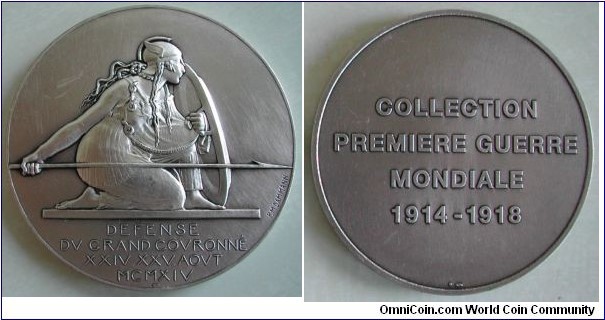 DEFENSE
DV GRAND COVRONNÉ
XXIV XXV AOVT
MCMXIV
COLLECTION
PREMIERE GUERRE
MONDIALE
1914-1918
OmniCoin.com World Coin Community